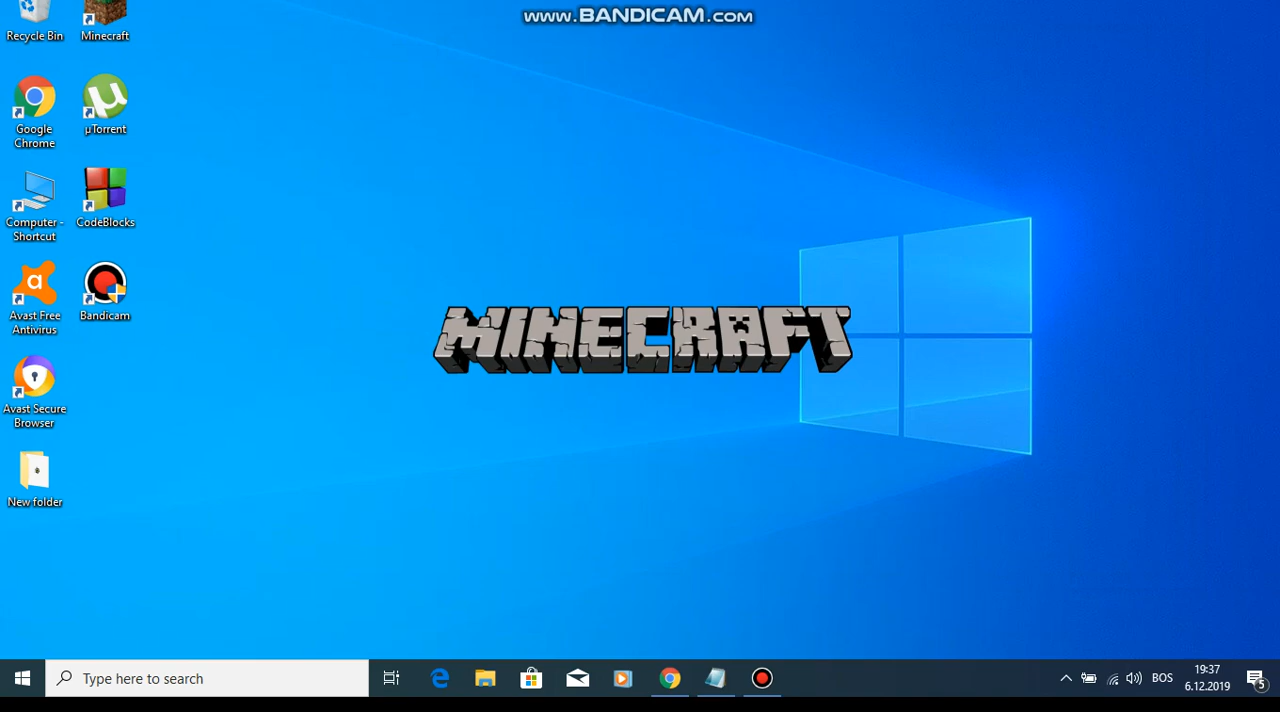 www.BANDICAM.com
Recycle Bin
Minecraft
Google
Chrome
µTorrent
Computer -
Shortcut
CodeBlocks
Avast Free
Antivirus
Bandicam
Avast Secure
Browser
New folder
MINECRAFT
Type here to search
BOS
19:37
6.12.2019
5